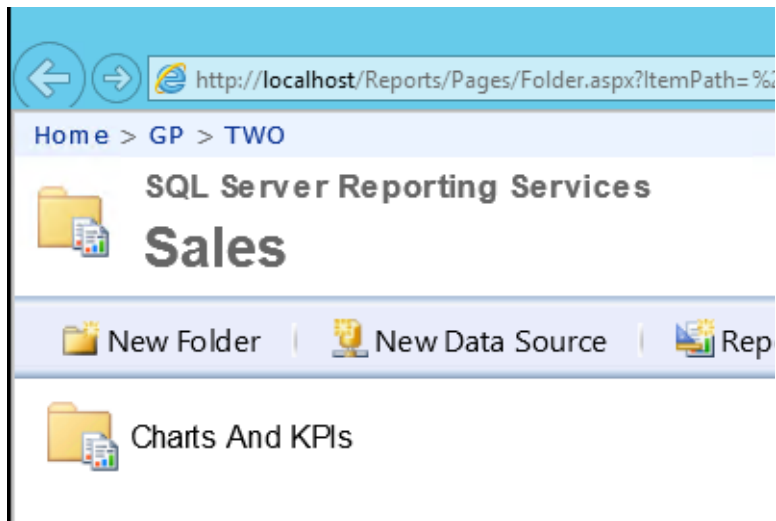 http://localhost/Reports/Pages/Folder.aspx?ItemPath=%2
Home > GP > TWO
SQL Server Reporting Services
Sales
New Folder | New Data Source | Rep
Charts And KPIs